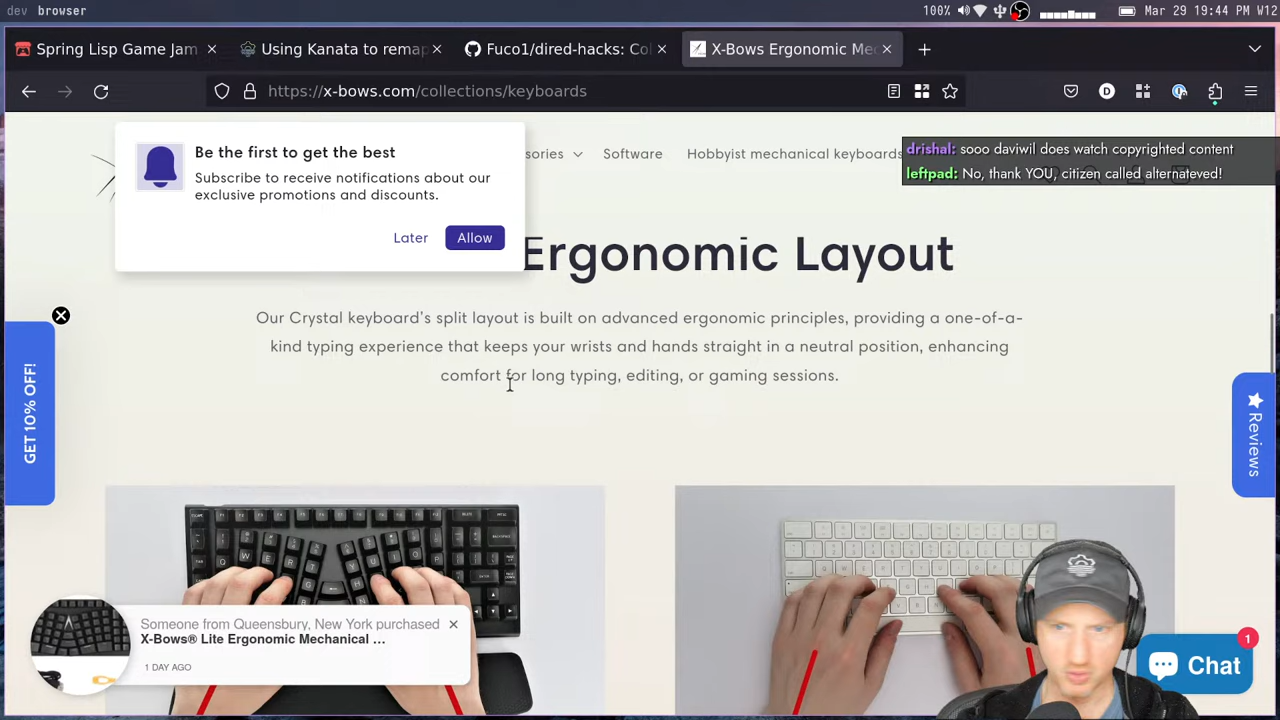 dev browser
100%
Mar 29 19:44 PM W12
Spring Lisp Game Jam
Using Kanata to remap
Fuco1/dired-hacks: Col
X-Bows Ergonomic Me
https://x-bows.com/collections/keyboards
Be the first to get the best
Subscribe to receive notifications about our
exclusive promotions and discounts.
Later
Allow
sories
Software
Hobbyist mechanical keyboards
drishal: sooo daviwil does watch copyrighted content
leftpad: No, thank YOU, citizen called alternateved!
Ergonomic Layout
Our Crystal keyboard's split layout is built on advanced ergonomic principles, providing a one-of-a-
kind typing experience that keeps your wrists and hands straight in a neutral position, enhancing
comfort for long typing, editing, or gaming sessions.
GET 10% OFF!
Reviews
Someone from Queensbury, New York purchased
X-Bows® Lite Ergonomic Mechanical ...
1 DAY AGO
Chat
1